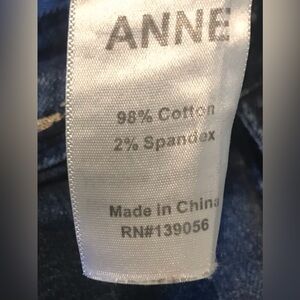 ANNE
98% Cotton
2% Spandex
Made in China
RN#139056